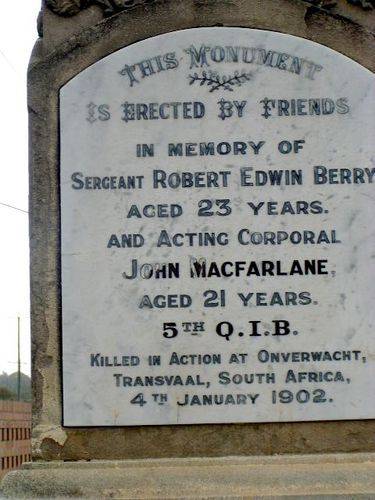 THIS MONUMENT
IS ERECTED BY FRIENDS
IN MEMORY OF
SERGEANT ROBERT EDWIN BERRY
AGED 23 YEARS.
AND ACTING CORPORAL
JOHN MACFARLANE,
AGED 21 YEARS.
5TH Q.I.B.
KILLED IN ACTION AT ONVERWACHT,
TRANSVAAL, SOUTH AFRICA,
4TH JANUARY 1902.